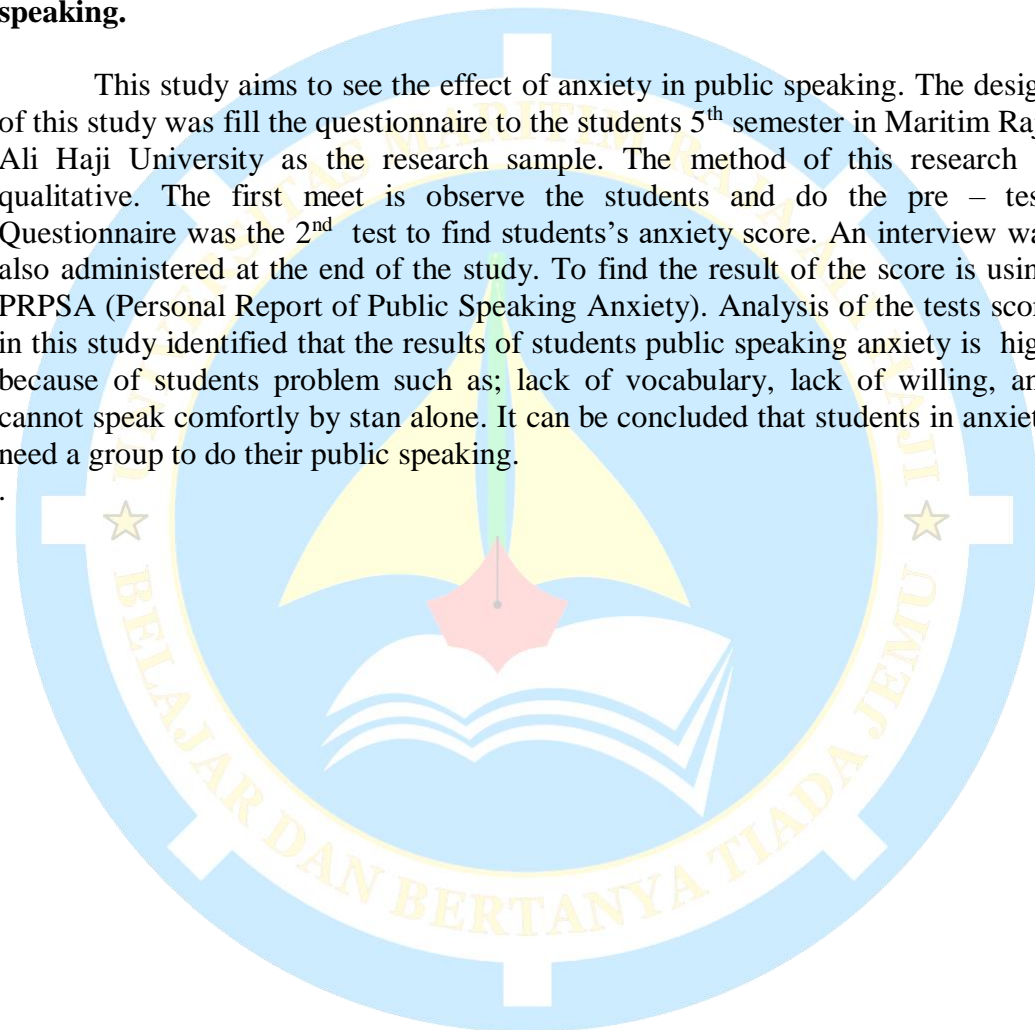 speaking.
This study aims to see the effect of anxiety in public speaking. The desig
of this study was fill the questionnaire to the students 5th semester in Maritim Raj
Ali Haji University as the research sample. The method of this research
qualitative. The first meet is observe the students and do the pre – tes
Questionnaire was the 2nd test to find students's anxiety score. An interview wa
also administered at the end of the study. To find the result of the score is usin
PRPSA (Personal Report of Public Speaking Anxiety). Analysis of the tests scor
in this study identified that the results of students public speaking anxiety is hig
because of students problem such as; lack of vocabulary, lack of willing, an
cannot speak comfortly by stan alone. It can be concluded that students in anxiet
need a group to do their public speaking.
.
UNIVERSITAS MARITIM RAJA ALI HAJI
BELAJAR DAN BERTANYA TIADA JEMU